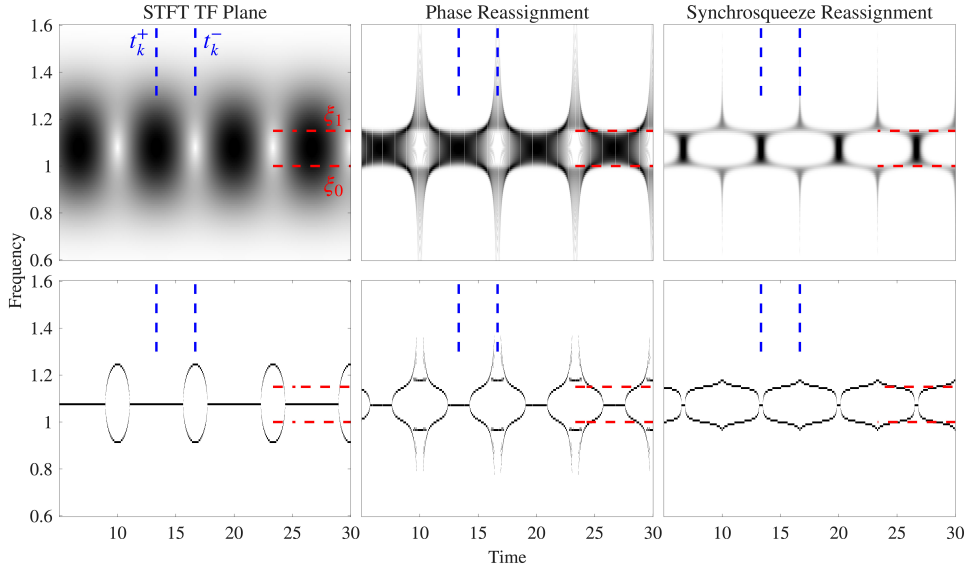 STFT TF Plane
Phase Reassignment
Synchrosqueeze Reassignment
1.6
1.4
1.2
1
0.8
0.6
t_k^+
t_k^-
ξ_1
ξ_0
Frequency
1.6
1.4
1.2
1
0.8
0.6
10 15 20 25 30
10 15 20 25 30
10 15 20 25 30
Time